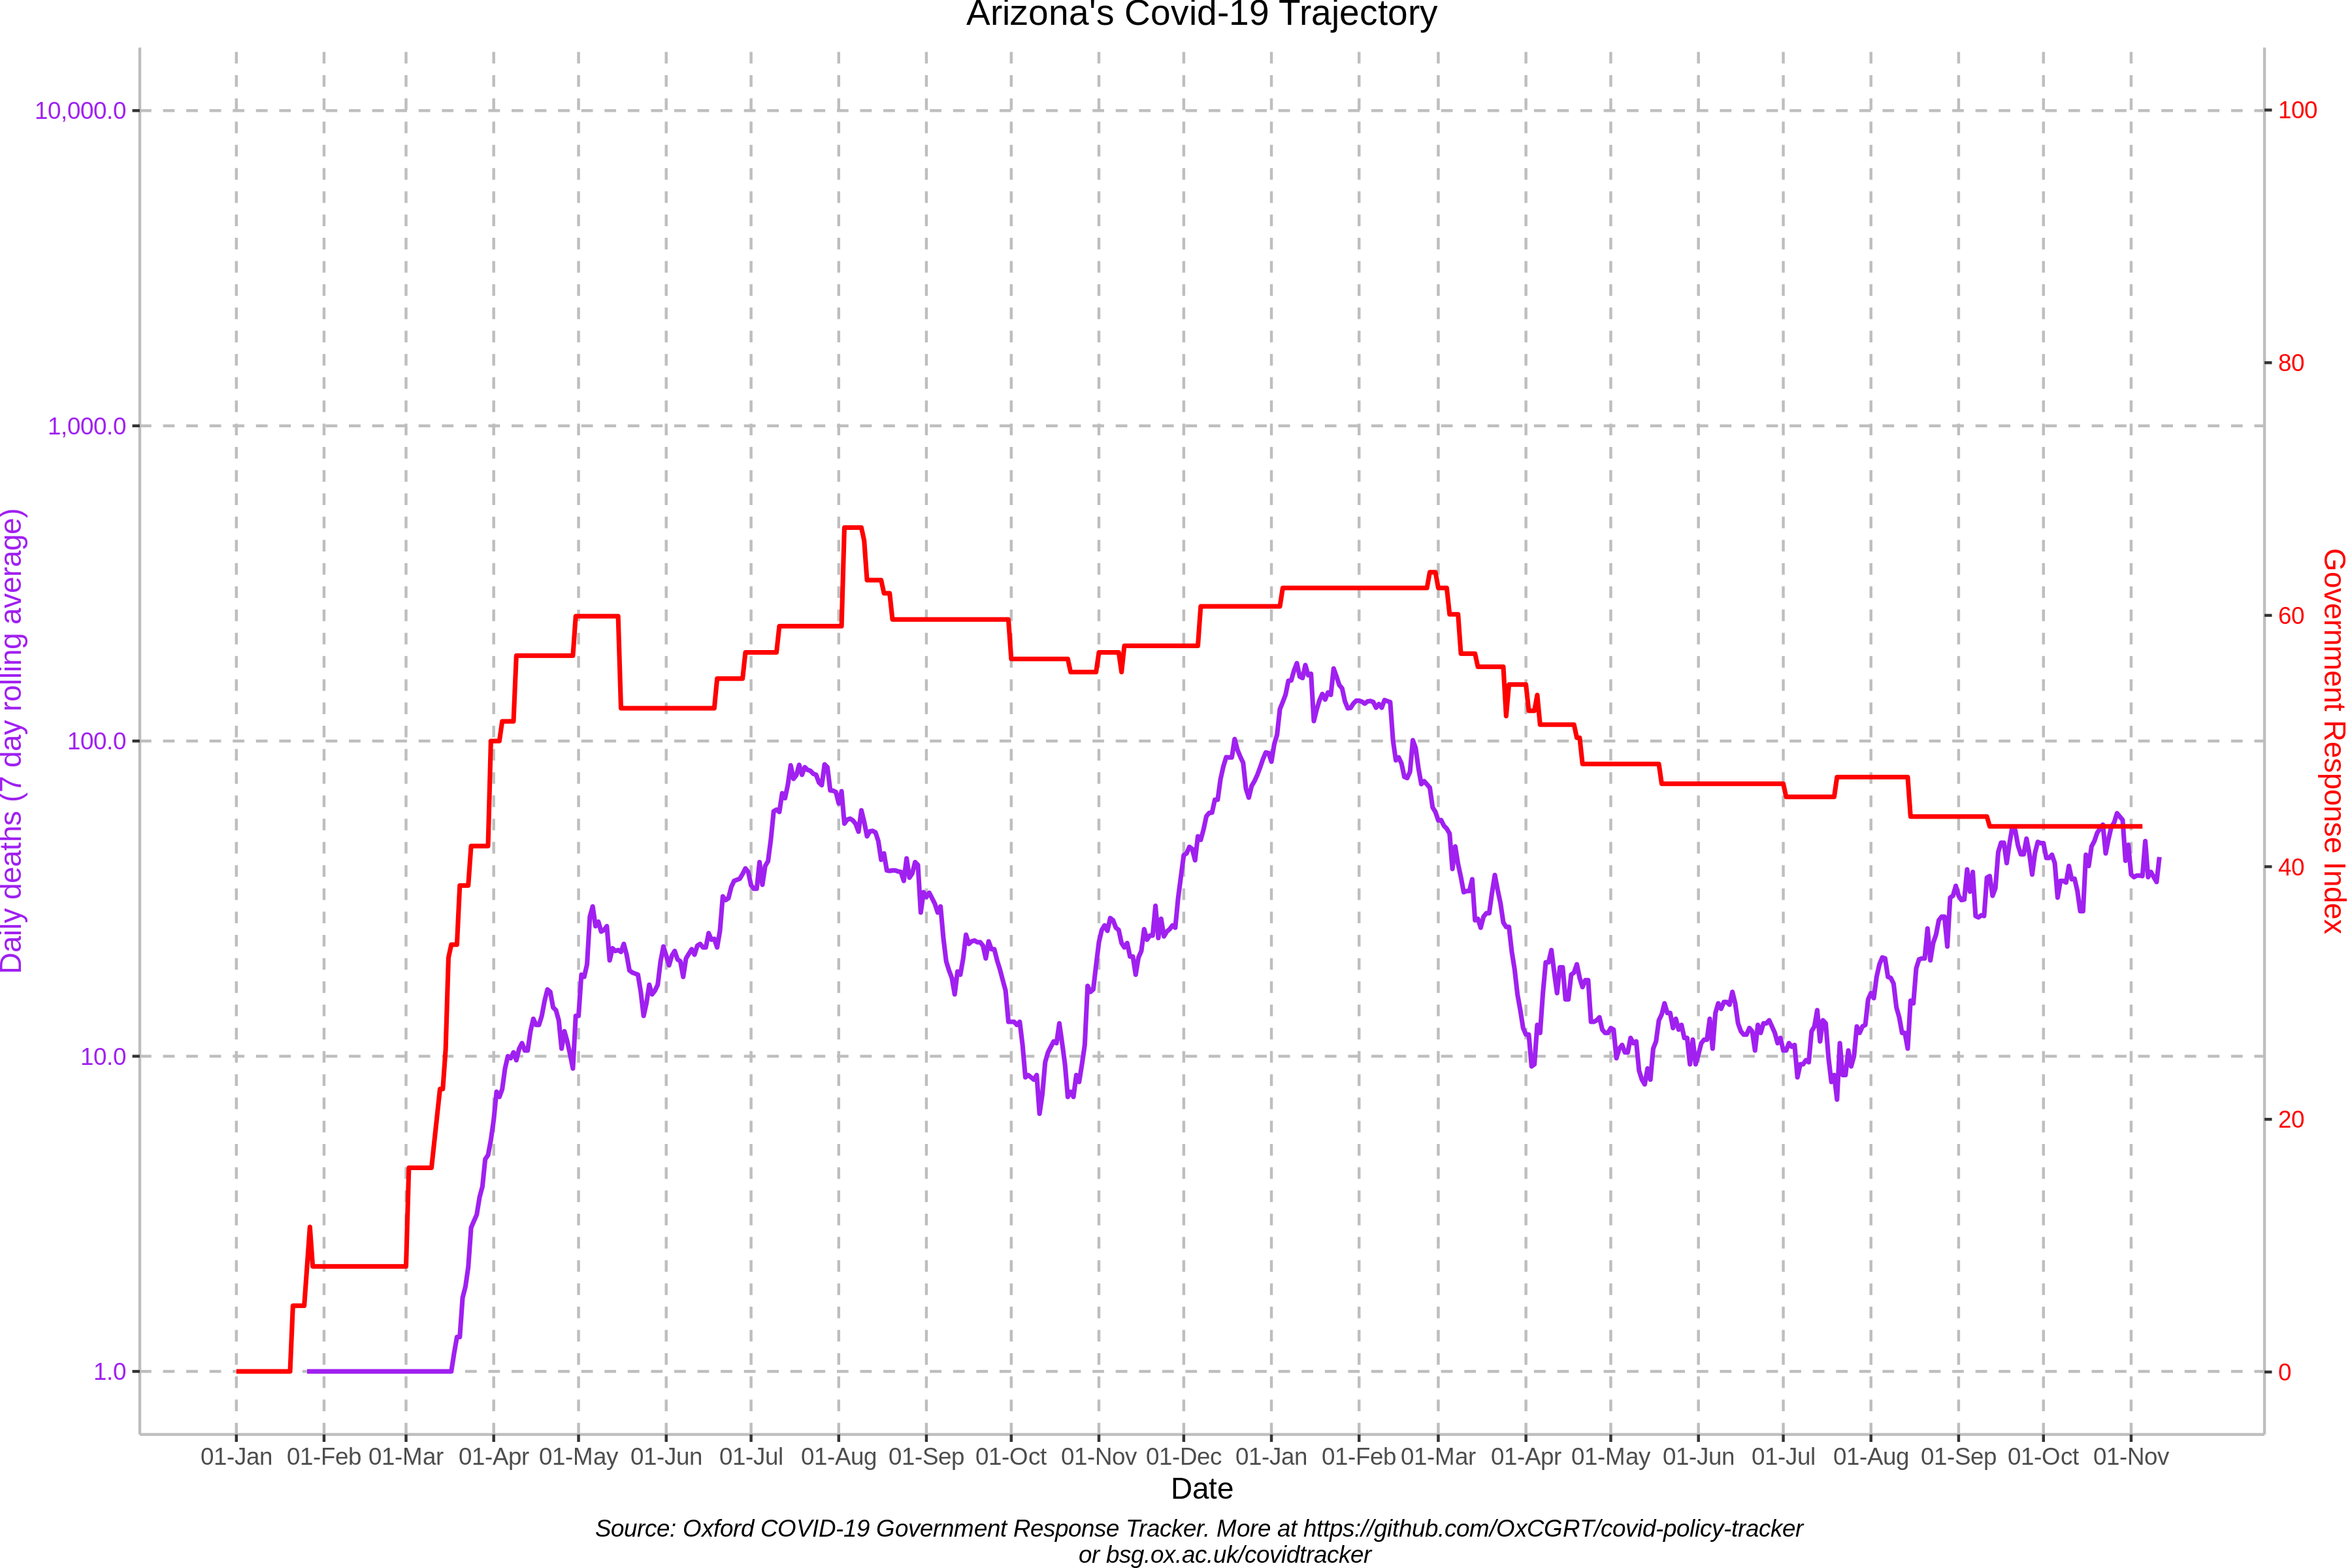 Arizona's Covid-19 Trajectory
10,000.0
1,000.0
100.0
10.0
1.0
Daily deaths (7 day rolling average)
100
80
60
40
20
0
Government Response Index
01-Jan 01-Feb 01-Mar 01-Apr 01-May 01-Jun 01-Jul 01-Aug 01-Sep 01-Oct 01-Nov 01-Dec 01-Jan 01-Feb 01-Mar 01-Apr 01-May 01-Jun 01-Jul 01-Aug 01-Sep 01-Oct 01-Nov
Date
Source: Oxford COVID-19 Government Response Tracker. More at https://github.com/OxCGRT/covid-policy-tracker
or bsg.ox.ac.uk/covidtracker